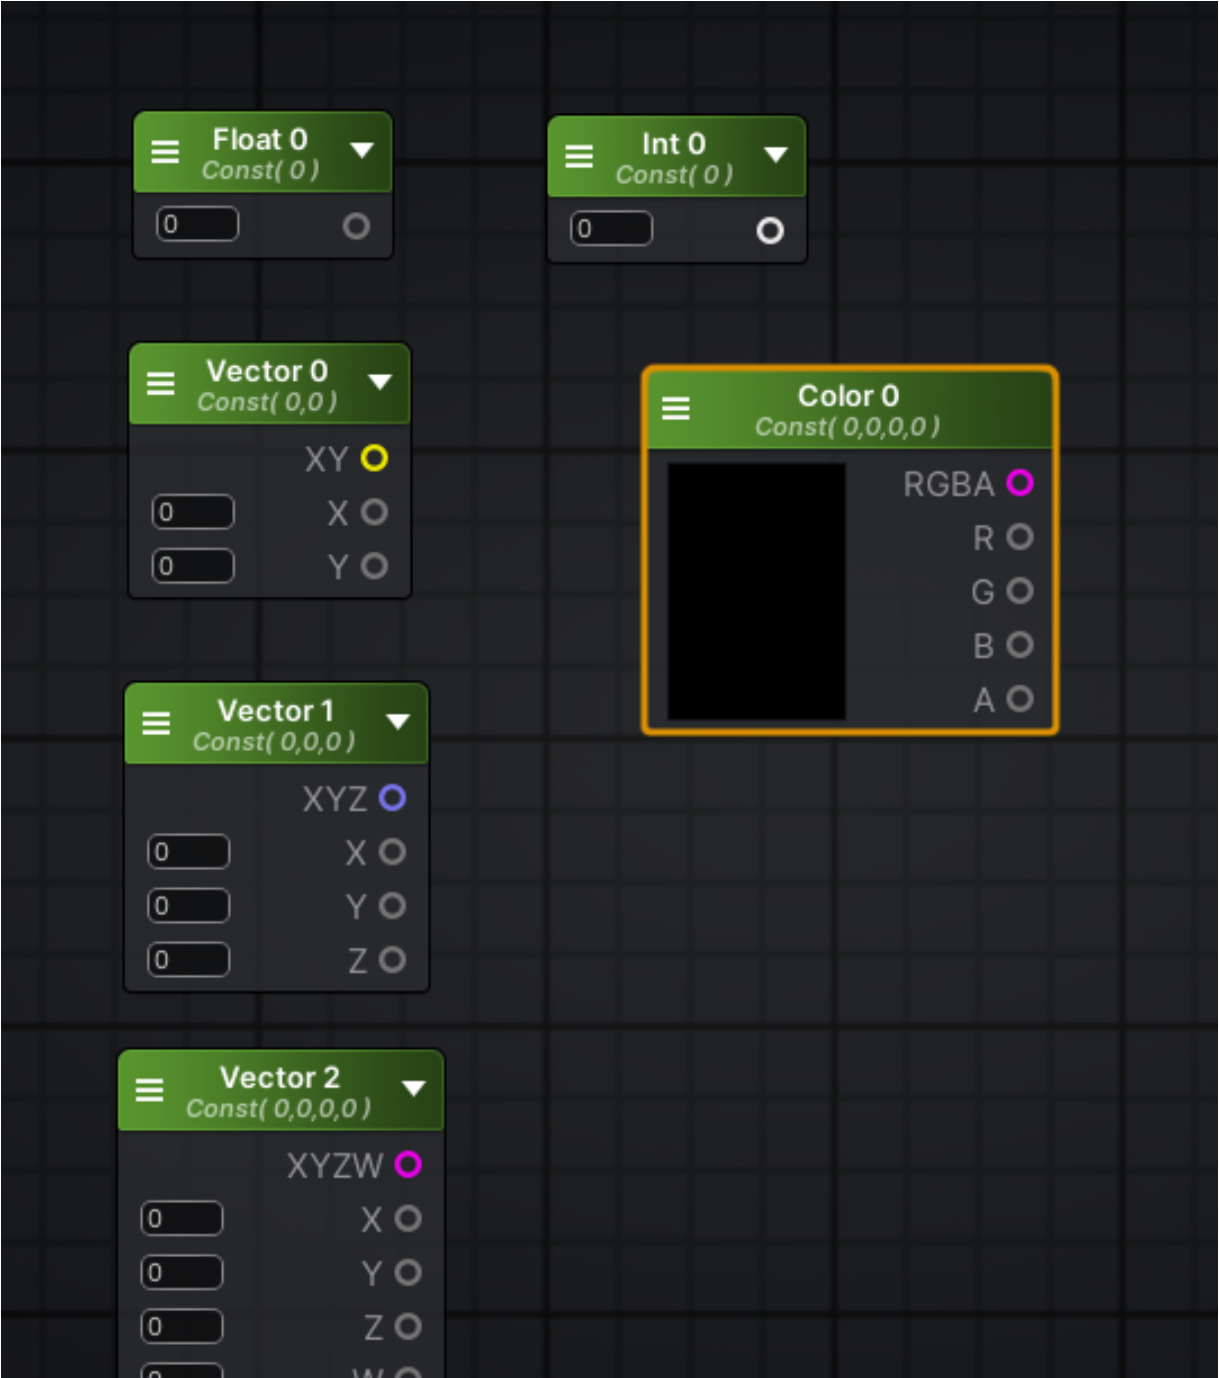 Float 0
Const( 0 )
0
Int 0
Const( 0 )
0
Vector 0
Const( 0,0 )
XY
0 X
0 Y
Color 0
Const( 0,0,0,0 )
RGBA
R
G
B
A
Vector 1
Const( 0,0,0 )
XYZ
0 X
0 Y
0 Z
Vector 2
Const( 0,0,0,0 )
XYZW
0 X
0 Y
0 Z
0 W